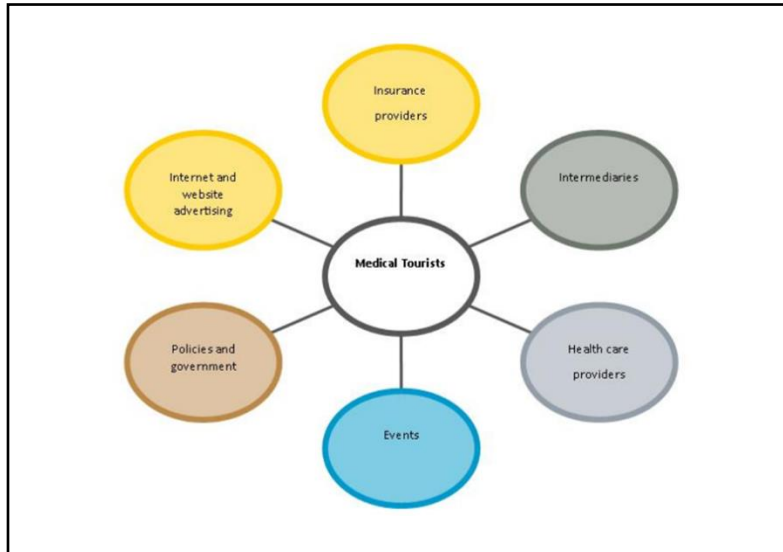 Insurance
providers
Internet and
website
advertising
Intermediaries
Medical Tourists
Policies and
government
Health care
providers
Events